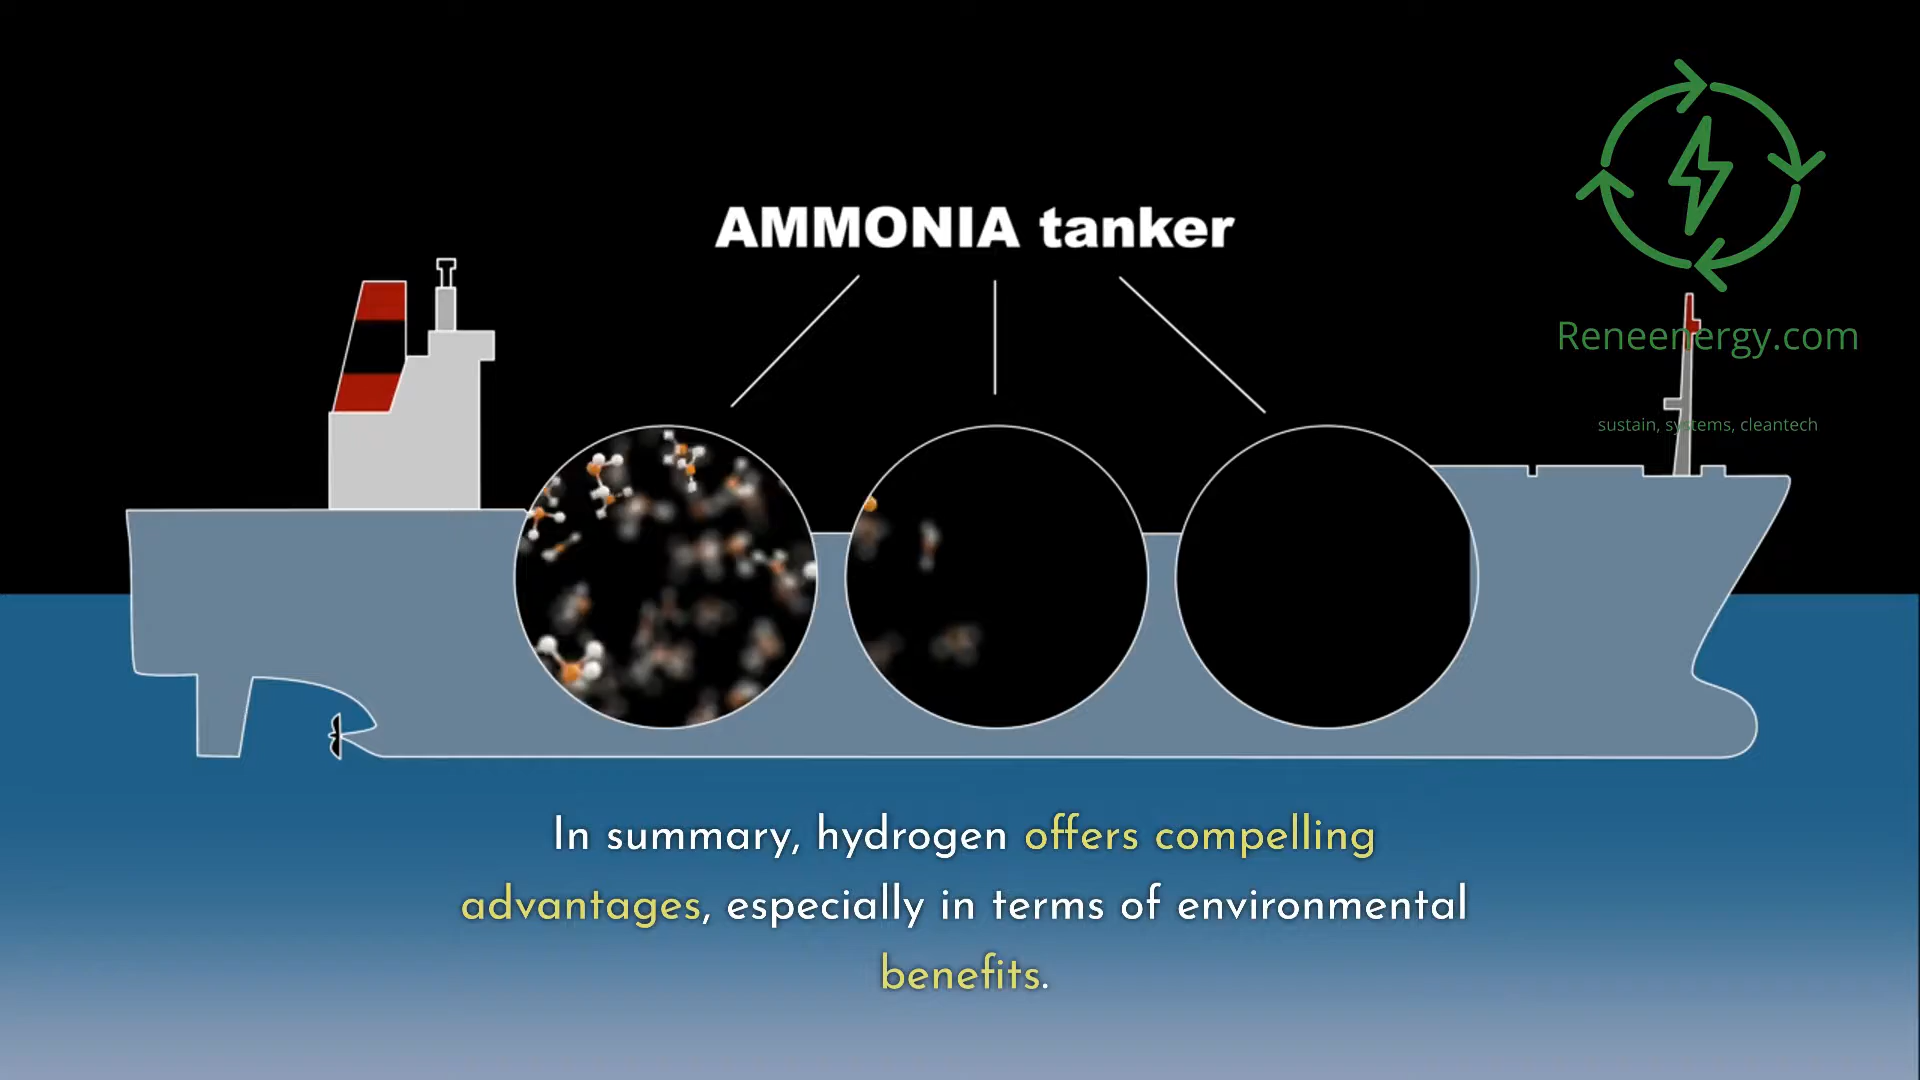 AMMONIA tanker
Reneenergy.com
sustain, systems, cleantech
In summary, hydrogen offers compelling
advantages, especially in terms of environmental
benefits.